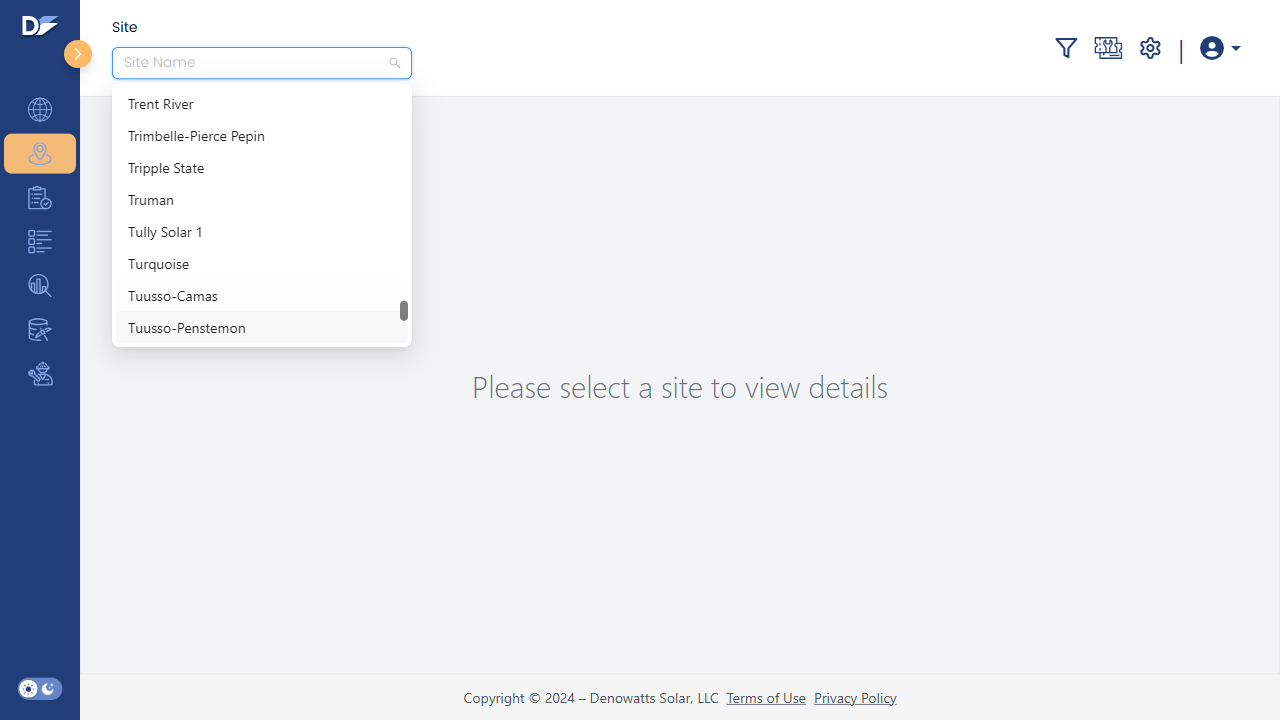 Site
Site Name
Trent River
Trimbelle-Pierce Pepin
Tripple State
Truman
Tully Solar 1
Turquoise
Tuusso-Camas
Tuusso-Penstemon
Please select a site to view details
Copyright © 2024 – Denowatts Solar, LLC Terms of Use Privacy Policy